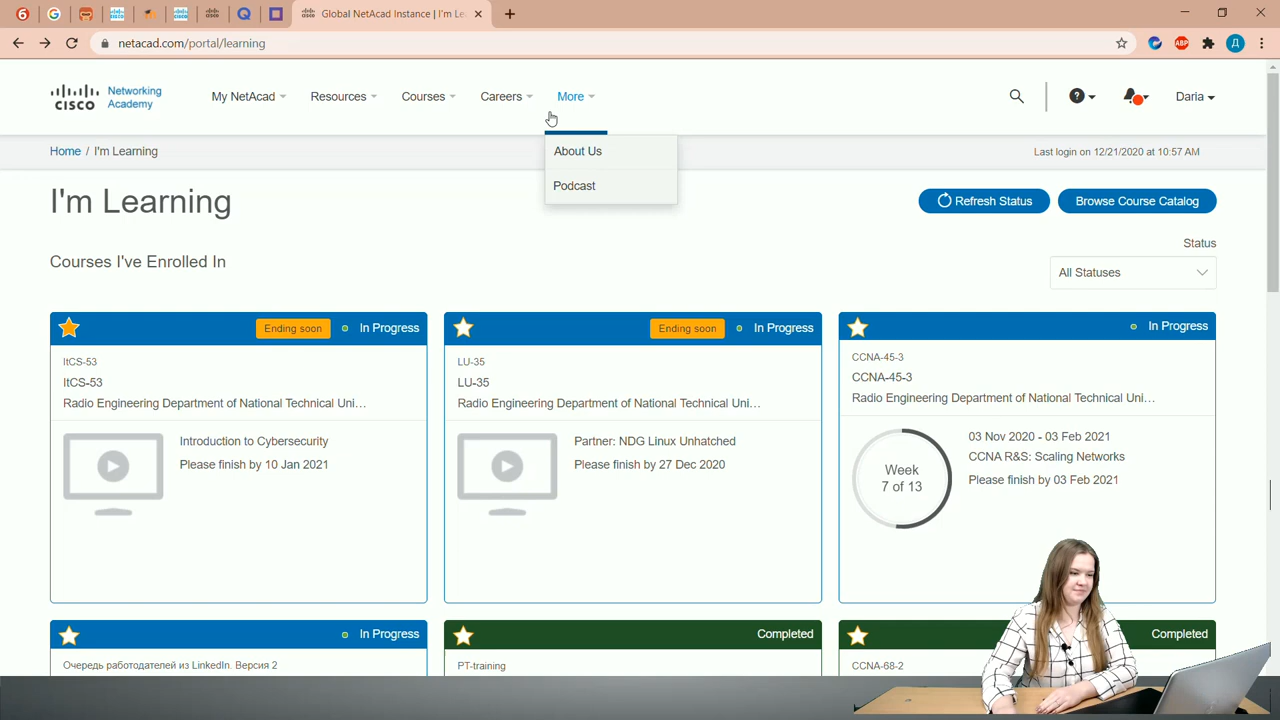 Global NetAcad Instance | I'm Le
netacad.com/portal/learning
ABP
Д
CISCO
Networking
Academy
My NetAcad
Resources
Courses
Careers
More
Daria
About Us
Podcast
Home / I'm Learning
Last login on 12/21/2020 at 10:57 AM
I'm Learning
Refresh Status
Browse Course Catalog
Status
Courses I've Enrolled In
All Statuses
Ending soon
In Progress
ItCS-53
ItCS-53
Radio Engineering Department of National Technical Uni...
Introduction to Cybersecurity
Please finish by 10 Jan 2021
Ending soon
In Progress
LU-35
LU-35
Radio Engineering Department of National Technical Uni...
Partner: NDG Linux Unhatched
Please finish by 27 Dec 2020
In Progress
CCNA-45-3
CCNA-45-3
Radio Engineering Department of National Technical Uni...
Week
7 of 13
03 Nov 2020 - 03 Feb 2021
CCNA R&S: Scaling Networks
Please finish by 03 Feb 2021
In Progress
Очередь работодателей из LinkedIn. Версия 2
Completed
PT-training
Completed
CCNA-68-2